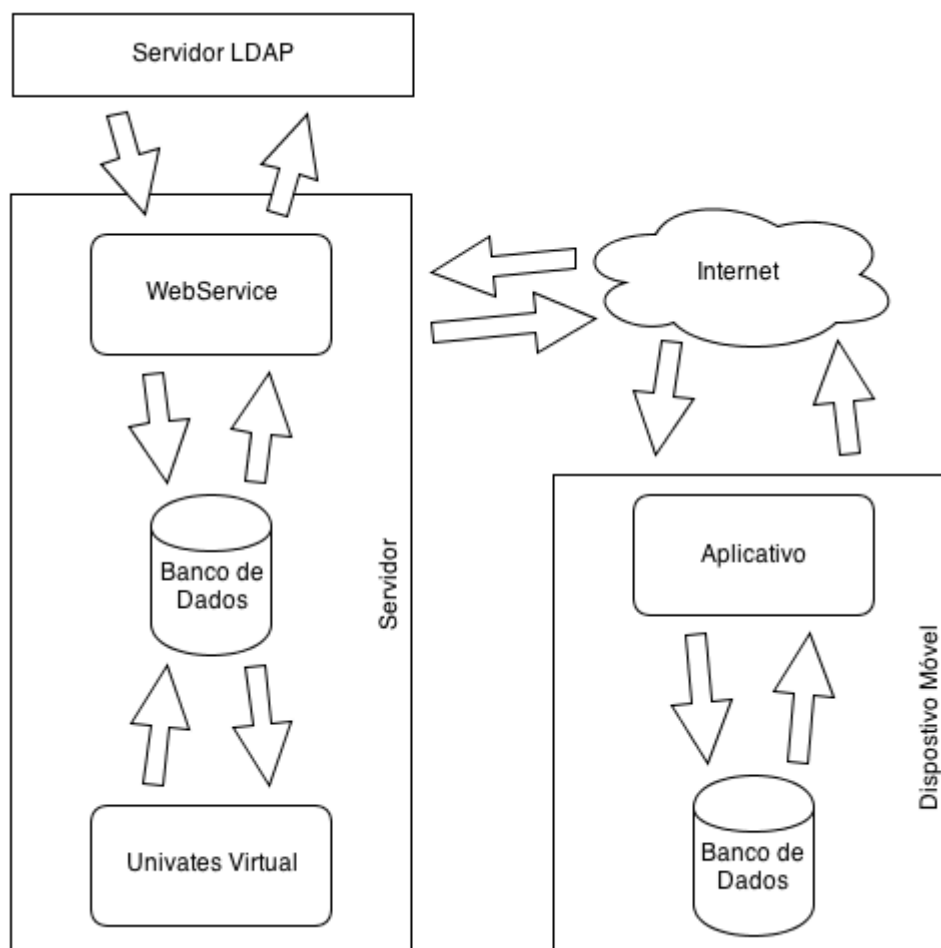 Servidor LDAP
WebService
Internet
Banco de
Dados
Servidor
Aplicativo
Univates Virtual
Dispostivo Móvel
Banco de
Dados